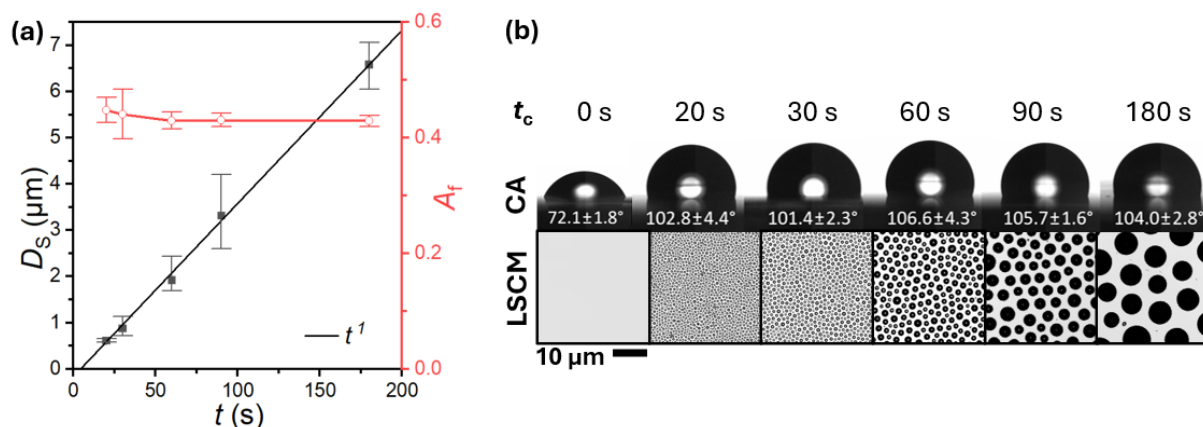 (a)
7
6
5
4
3
2
1
0
D_S (μm)
0 50 100 150 200
t (s)
t^1
0.6
0.4
0.2
0.0
A_f
(b)
t_c 0 s 20 s 30 s 60 s 90 s 180 s
CA
72.1±1.8° 102.8±4.4° 101.4±2.3° 106.6±4.3° 105.7±1.6° 104.0±2.8°
LSCM
10 μm